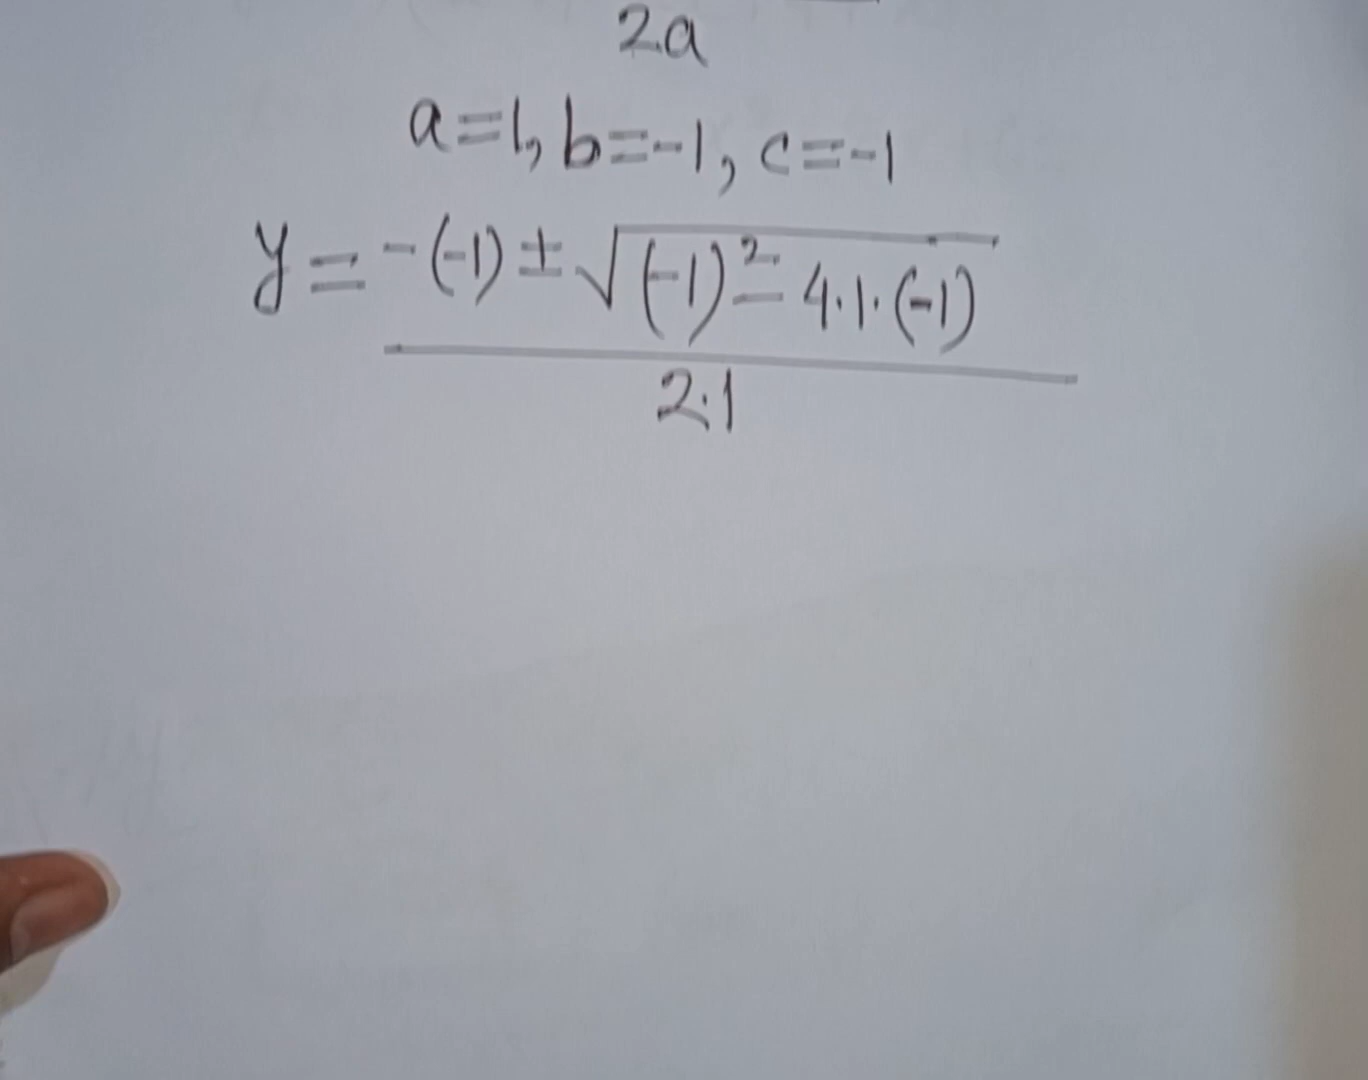 2a
a=1, b=-1, c=-1
y = -(-1) ± √(-1)² - 4·1·(-1)
2·1